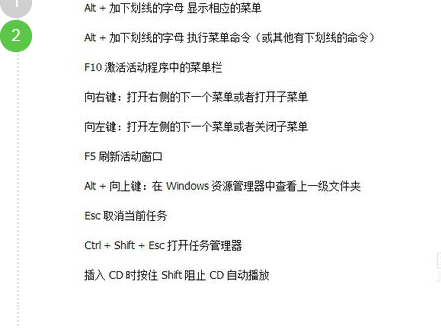 1
Alt + 加下划线的字母 显示相应的菜单
2
Alt + 加下划线的字母 执行菜单命令（或其他有下划线的命令）
F10 激活活动程序中的菜单栏
向右键：打开右侧的下一个菜单或者打开子菜单
向左键：打开左侧的下一个菜单或者关闭子菜单
F5 刷新活动窗口
Alt + 向上键：在 Windows 资源管理器中查看上一级文件夹
Esc 取消当前任务
Ctrl + Shift + Esc 打开任务管理器
插入 CD 时按住 Shift 阻止 CD 自动播放